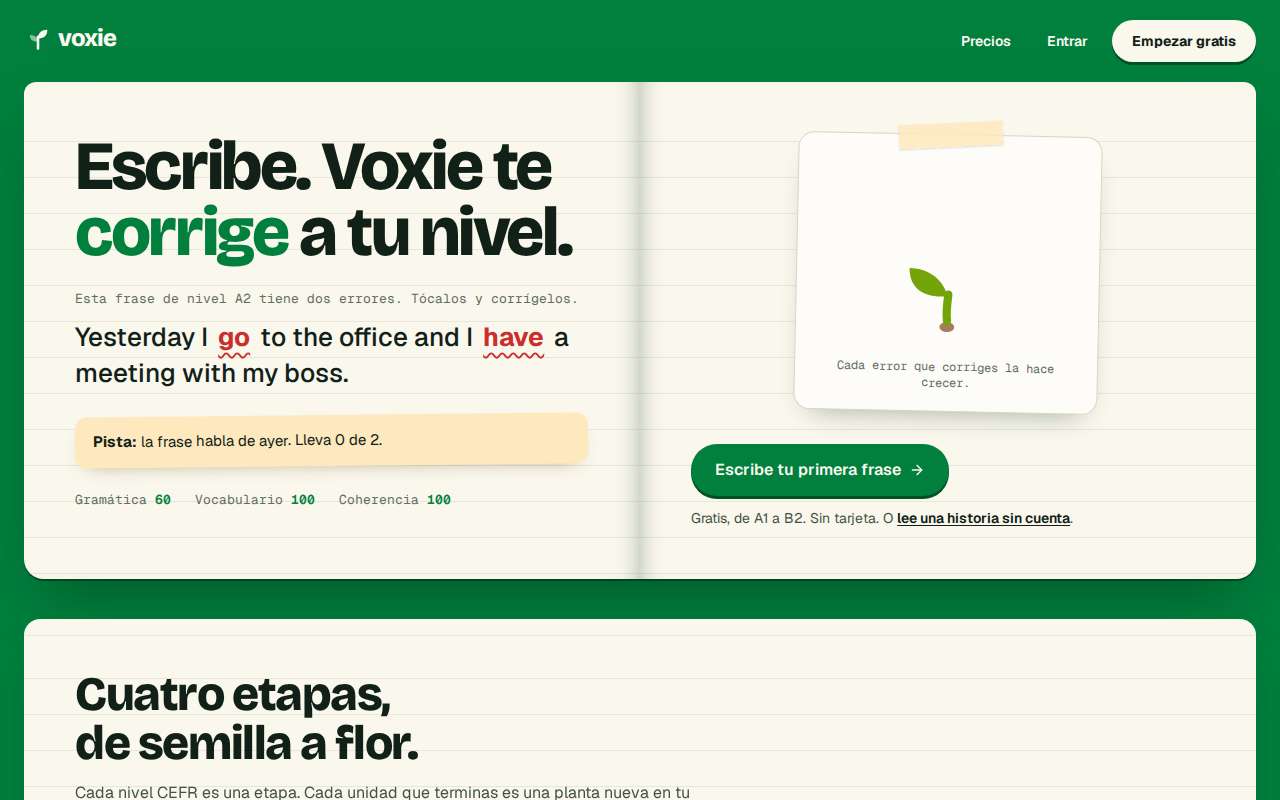 voxie
Precios
Entrar
Empezar gratis
Escribe. Voxie te
corrige a tu nivel.
Esta frase de nivel A2 tiene dos errores. Tócalos y corrígelos.
Yesterday I go to the office and I have a
meeting with my boss.
Pista: la frase habla de ayer. Lleva 0 de 2.
Gramática 60 Vocabulario 100 Coherencia 100
Cada error que corriges la hace
crecer.
Escribe tu primera frase →
Gratis, de A1 a B2. Sin tarjeta. O lee una historia sin cuenta.
Cuatro etapas,
de semilla a flor.
Cada nivel CEFR es una etapa. Cada unidad que terminas es una planta nueva en tu